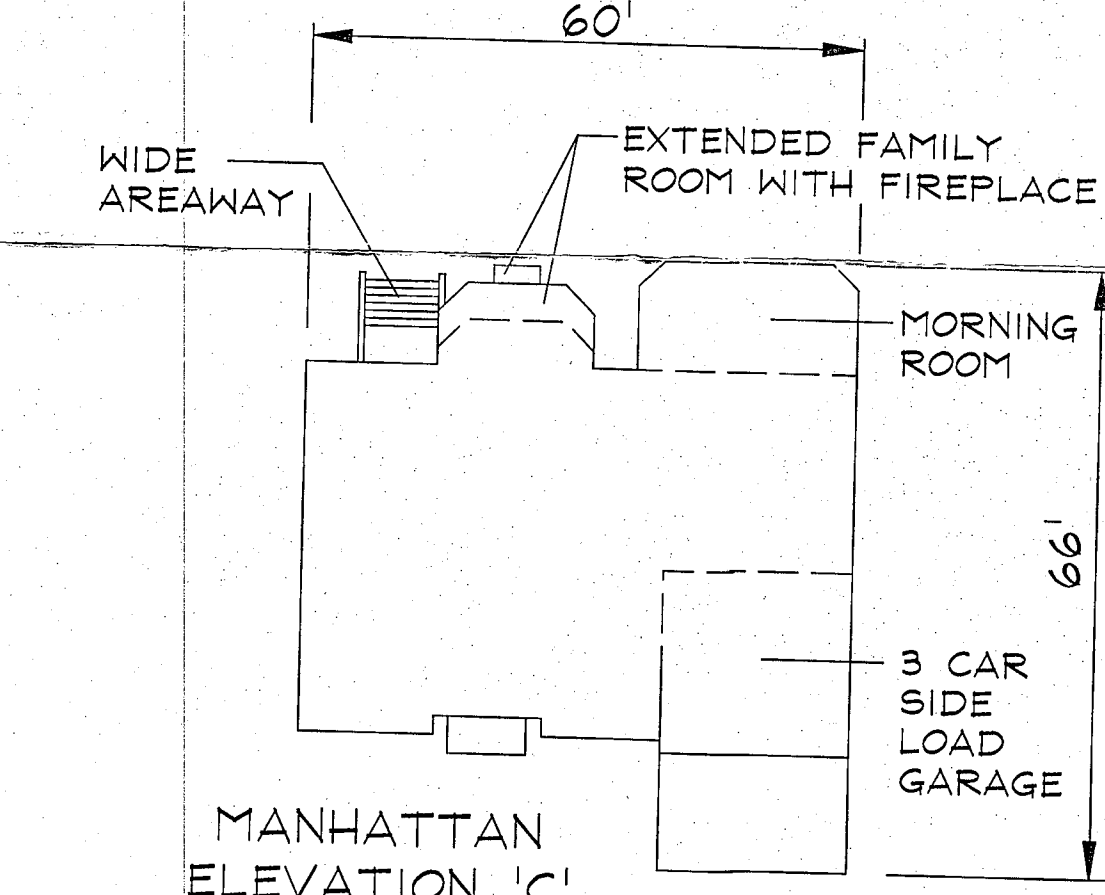 60'
WIDE
AREAWAY
EXTENDED FAMILY
ROOM WITH FIREPLACE
MORNING
ROOM
66'
3 CAR
SIDE
LOAD
GARAGE
MANHATTAN
ELEVATION 'C'